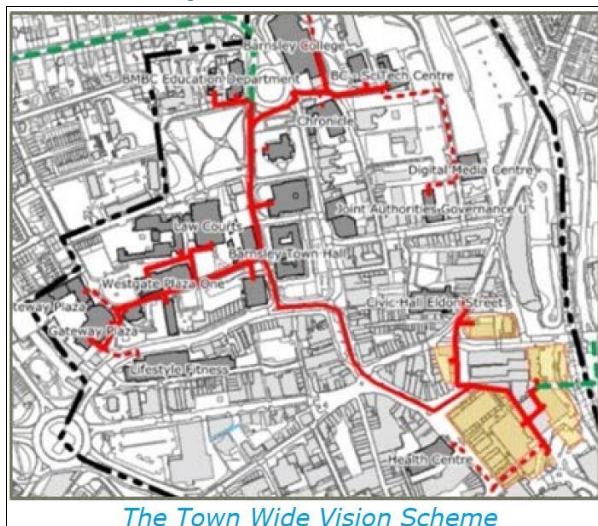 Barnsley College
BMBC Education Department
BC - SciTech Centre
Chronicle
Digital Media Centre
Joint Authorities Governance U
Law Courts
Barnsley Town Hall
Westgate Plaza One
Civic Hall Eldon Street
teway Plaza
Gateway Plaza
Lifestyle Fitness
Health Centre
The Town Wide Vision Scheme